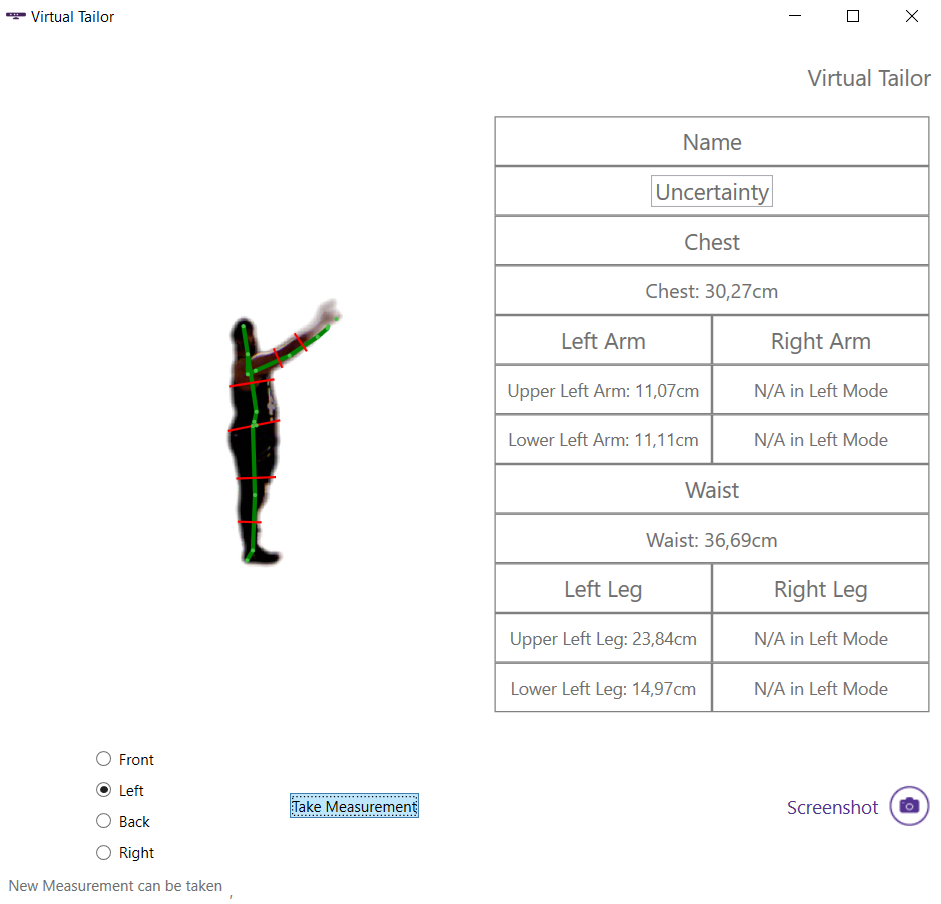 Virtual Tailor
Virtual Tailor
Name
Uncertainty
Chest
Chest: 30,27cm
Left Arm Right Arm
Upper Left Arm: 11,07cm N/A in Left Mode
Lower Left Arm: 11,11cm N/A in Left Mode
Waist
Waist: 36,69cm
Left Leg Right Leg
Upper Left Leg: 23,84cm N/A in Left Mode
Lower Left Leg: 14,97cm N/A in Left Mode
Front
Left
Back
Right
Take Measurement
Screenshot
New Measurement can be taken ,